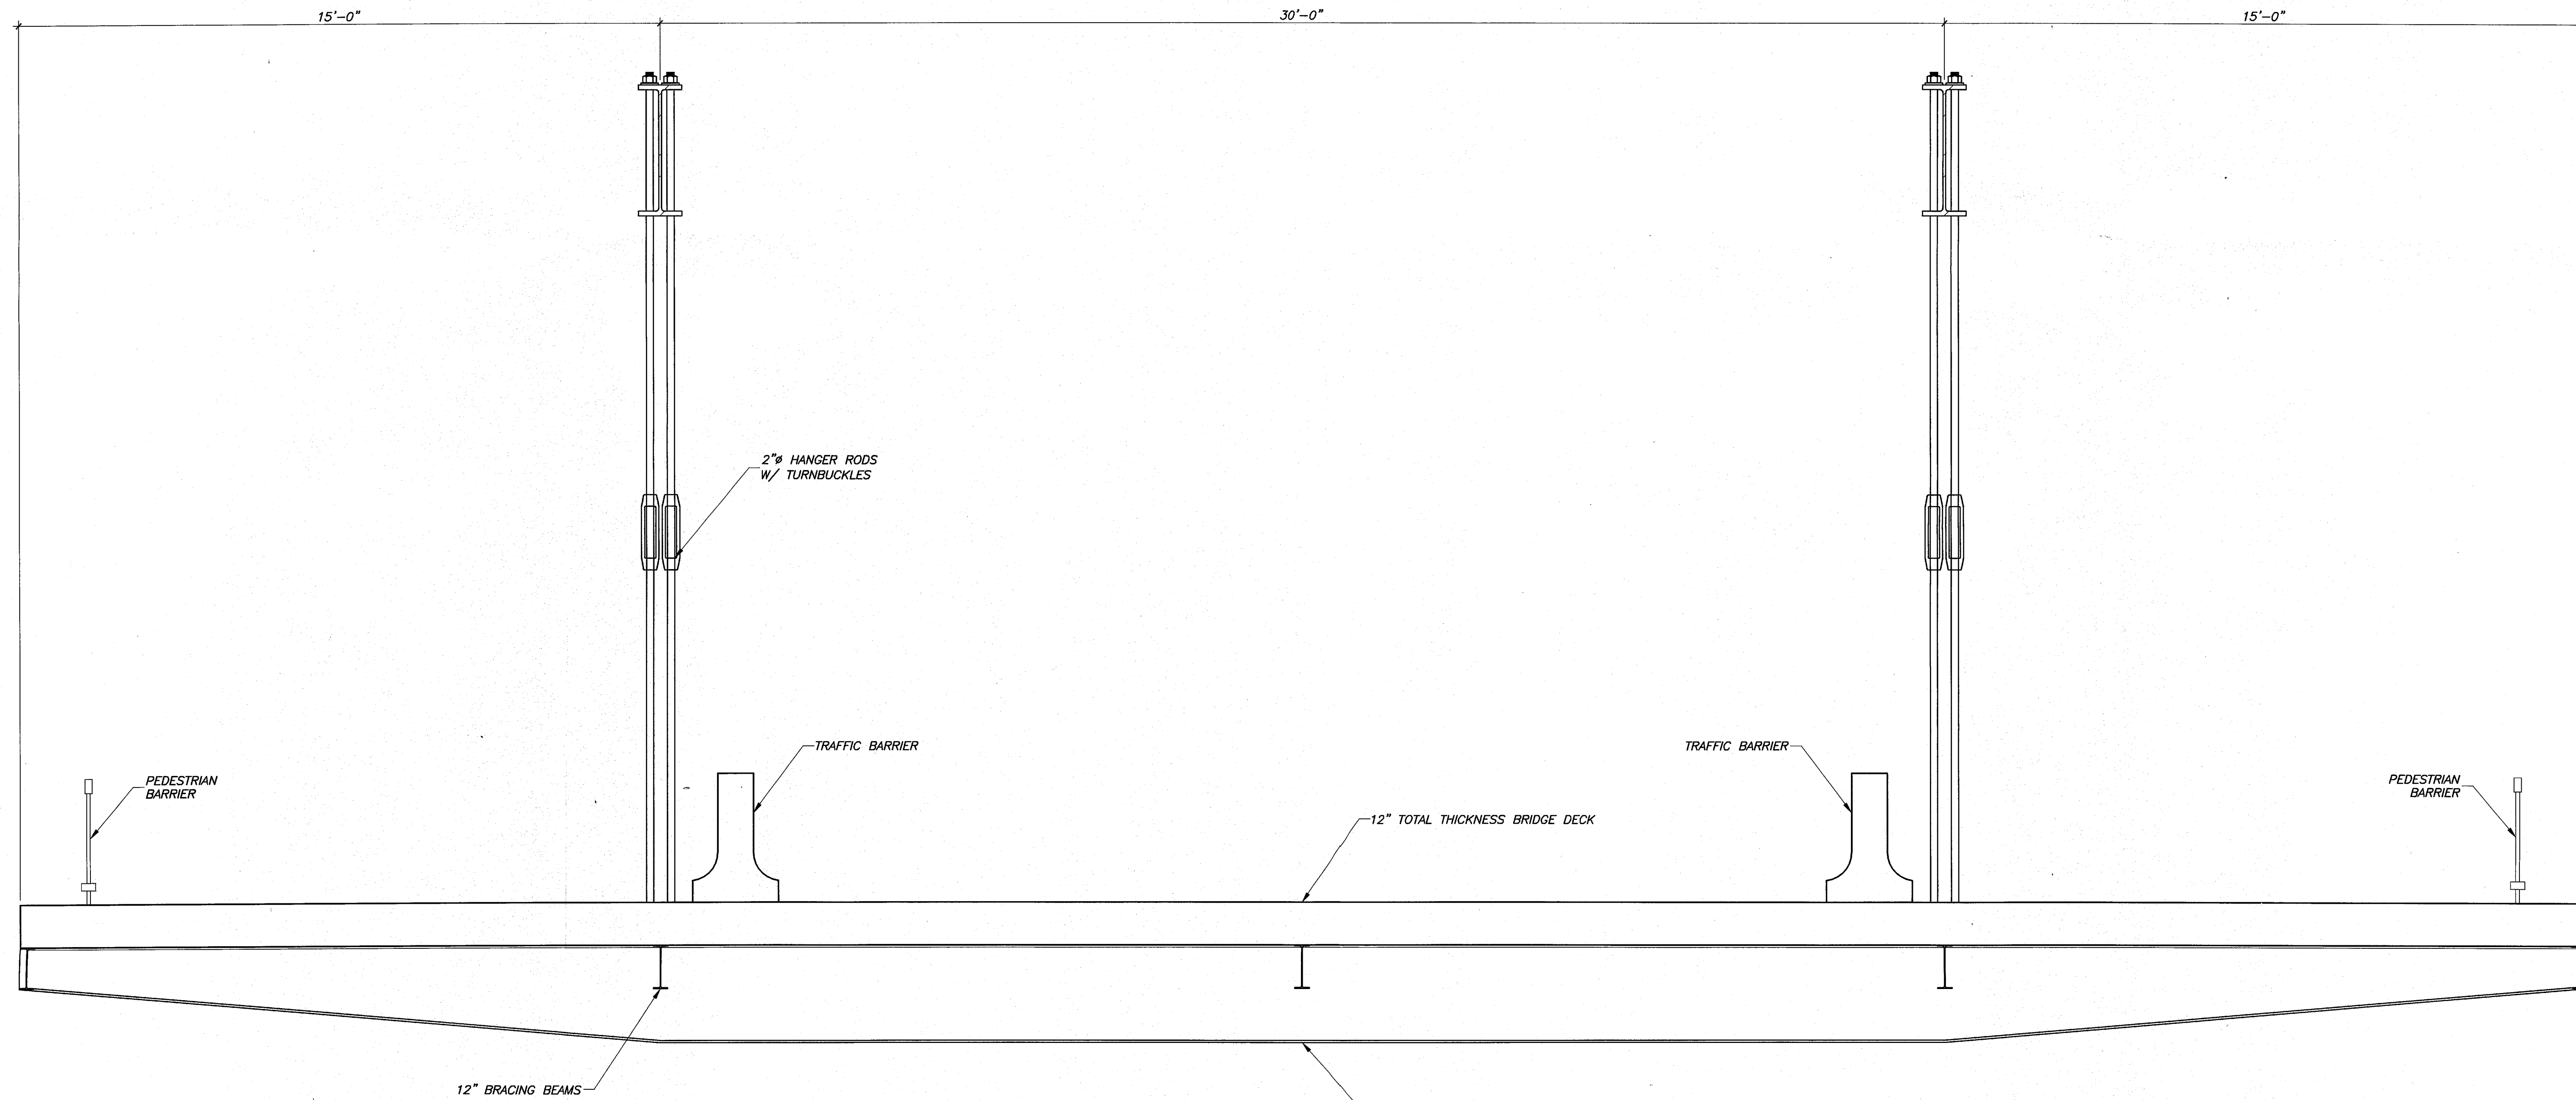 15'-0"
30'-0"
15'-0"
2"ø HANGER RODS
W/ TURNBUCKLES
TRAFFIC BARRIER
TRAFFIC BARRIER
PEDESTRIAN
BARRIER
PEDESTRIAN
BARRIER
12" TOTAL THICKNESS BRIDGE DECK
12" BRACING BEAMS